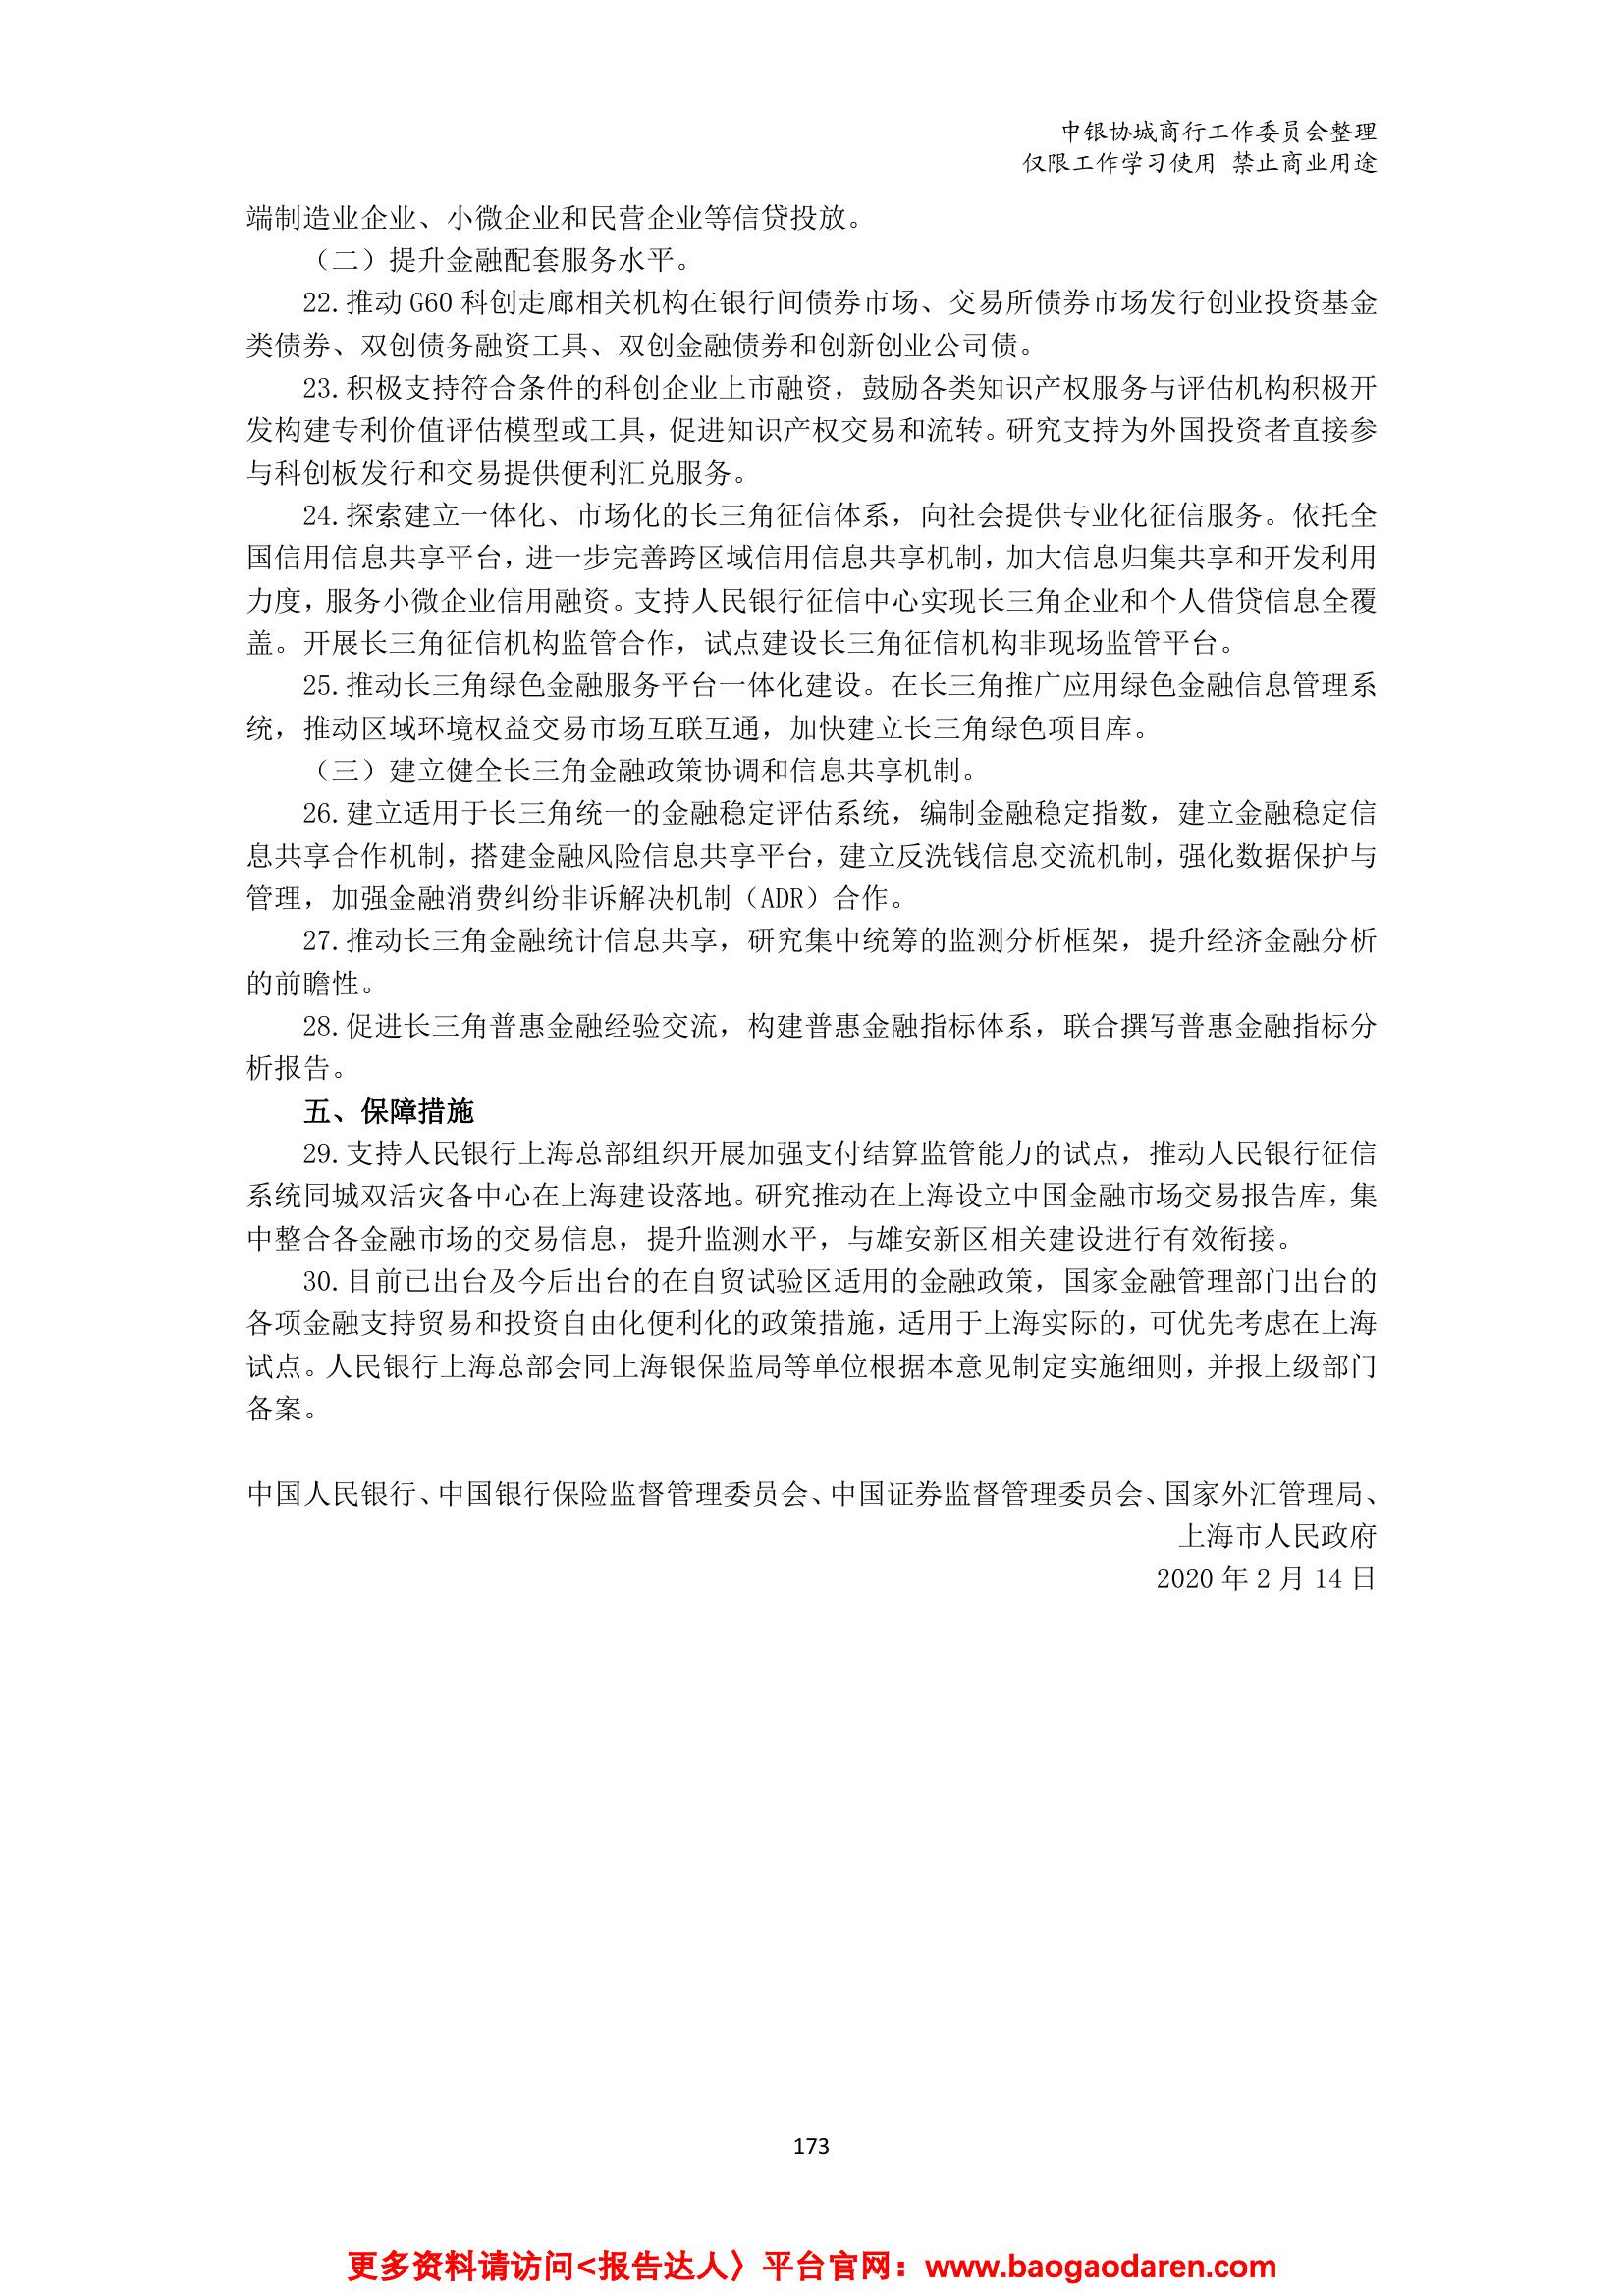 中银协城商行工作委员会整理
仅限工作学习使用 禁止商业用途
端制造业企业、小微企业和民营企业等信贷投放。
（二）提升金融配套服务水平。
22.推动 G60 科创走廊相关机构在银行间债券市场、交易所债券市场发行创业投资基金
类债券、双创债务融资工具、双创金融债券和创新创业公司债。
23.积极支持符合条件的科创企业上市融资，鼓励各类知识产权服务与评估机构积极开
发构建专利价值评估模型或工具，促进知识产权交易和流转。研究支持为外国投资者直接参
与科创板发行和交易提供便利汇兑服务。
24.探索建立一体化、市场化的长三角征信体系，向社会提供专业化征信服务。依托全
国信用信息共享平台，进一步完善跨区域信用信息共享机制，加大信息归集共享和开发利用
力度，服务小微企业信用融资。支持人民银行征信中心实现长三角企业和个人借贷信息全覆
盖。开展长三角征信机构监管合作，试点建设长三角征信机构非现场监管平台。
25.推动长三角绿色金融服务平台一体化建设。在长三角推广应用绿色金融信息管理系
统，推动区域环境权益交易市场互联互通，加快建立长三角绿色项目库。
（三）建立健全长三角金融政策协调和信息共享机制。
26.建立适用于长三角统一的金融稳定评估系统，编制金融稳定指数，建立金融稳定信
息共享合作机制，搭建金融风险信息共享平台，建立反洗钱信息交流机制，强化数据保护与
管理，加强金融消费纠纷非诉解决机制（ADR）合作。
27.推动长三角金融统计信息共享，研究集中统筹的监测分析框架，提升经济金融分析
的前瞻性。
28.促进长三角普惠金融经验交流，构建普惠金融指标体系，联合撰写普惠金融指标分
析报告。
五、保障措施
29.支持人民银行上海总部组织开展加强支付结算监管能力的试点，推动人民银行征信
系统同城双活灾备中心在上海建设落地。研究推动在上海设立中国金融市场交易报告库，集
中整合各金融市场的交易信息，提升监测水平，与雄安新区相关建设进行有效衔接。
30.目前已出台及今后出台的在自贸试验区适用的金融政策，国家金融管理部门出台的
各项金融支持贸易和投资自由化便利化的政策措施，适用于上海实际的，可优先考虑在上海
试点。人民银行上海总部会同上海银保监局等单位根据本意见制定实施细则，并报上级部门
备案。
中国人民银行、中国银行保险监督管理委员会、中国证券监督管理委员会、国家外汇管理局、
上海市人民政府
2020 年 2 月 14 日
173
更多资料请访问<报告达人〉平台官网：www.baogaodaren.com